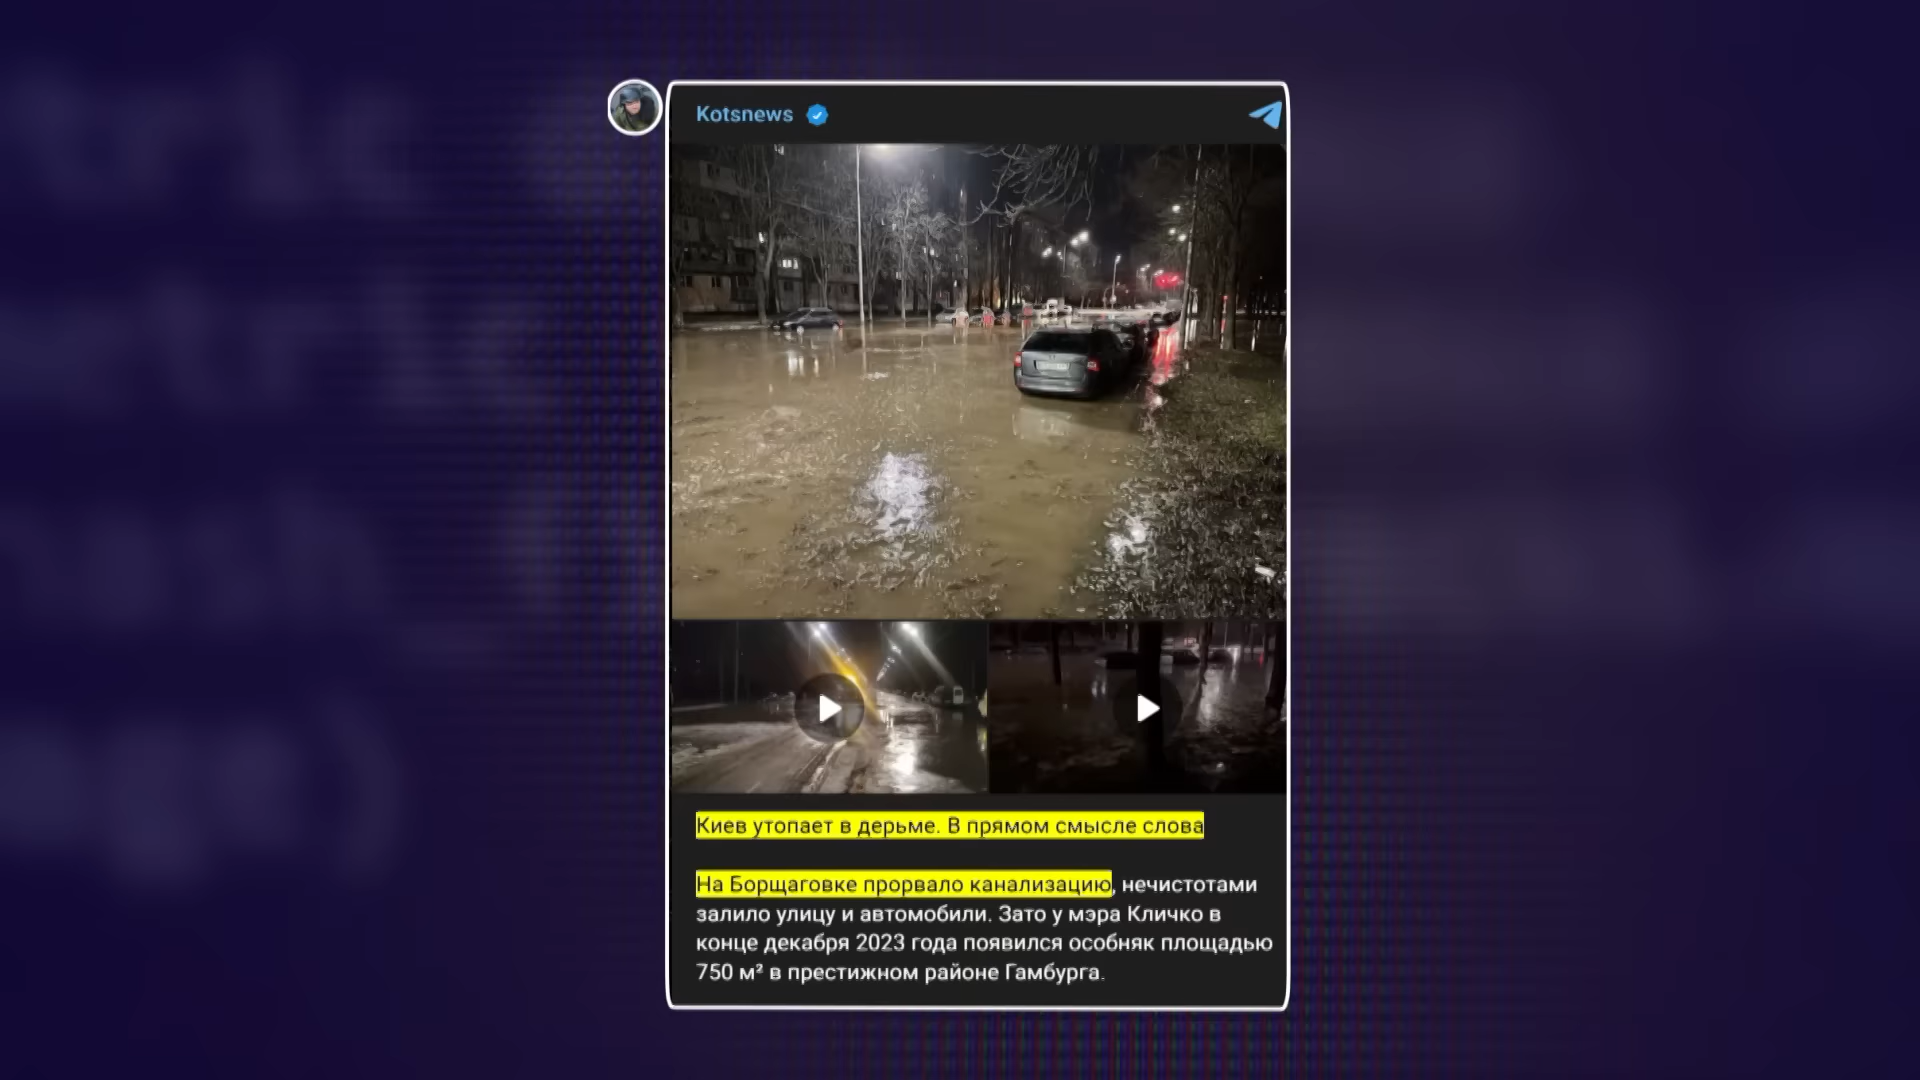 Kotsnews
Киев утопает в дерьме. В прямом смысле слова
На Борщаговке прорвало канализацию, нечистотами
залило улицу и автомобили. Зато у мэра Кличко в
конце декабря 2023 года появился особняк площадью
750 м² в престижном районе Гамбурга.